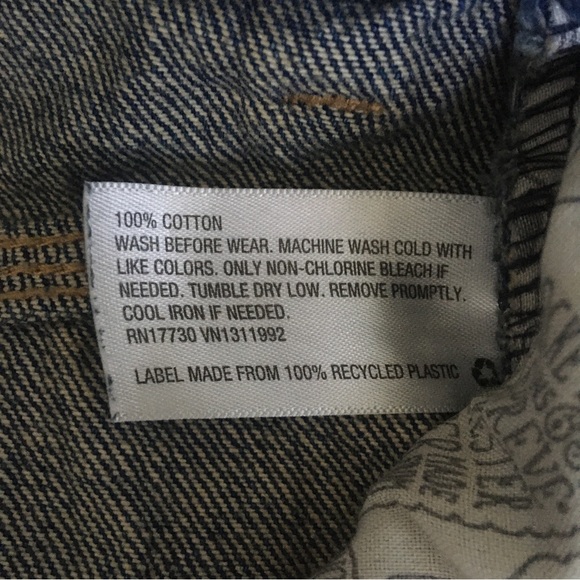 100% COTTON
WASH BEFORE WEAR. MACHINE WASH COLD WITH
LIKE COLORS. ONLY NON-CHLORINE BLEACH IF
NEEDED. TUMBLE DRY LOW. REMOVE PROMPTLY.
COOL IRON IF NEEDED.
RN17730 VN1311992
LABEL MADE FROM 100% RECYCLED PLASTIC